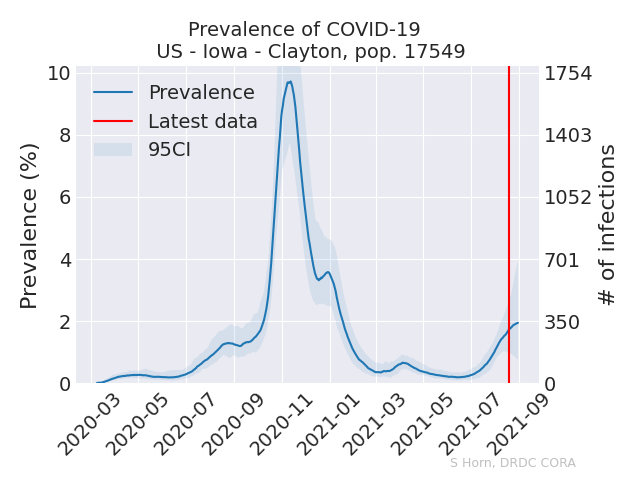 Prevalence of COVID-19
US - Iowa - Clayton, pop. 17549
Prevalence
Latest data
95CI
Prevalence (%)
10
8
6
4
2
0
1754
1403
1052
701
350
0
# of infections
2020-03
2020-05
2020-07
2020-09
2020-11
2021-01
2021-03
2021-05
2021-07
2021-09
S Horn, DRDC CORA